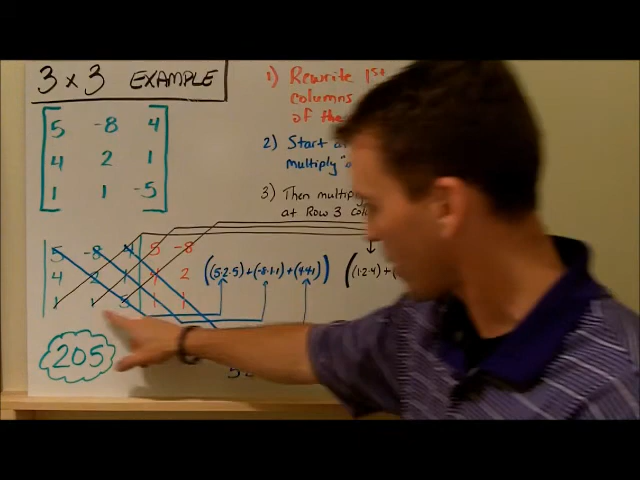 3 x 3 EXAMPLE
5 -8 4
4 2 1
1 1 -5
1) Rewrite 1st
columns
of the
2) Start
multiply
3) Then multiply
at Row 3
5 -8 4 5 -8
4 2 1 4 2
1 1 5 1 1
((5·2·5)+(-8·1·1)+(4·4·1))
((1·2·4)+(
205